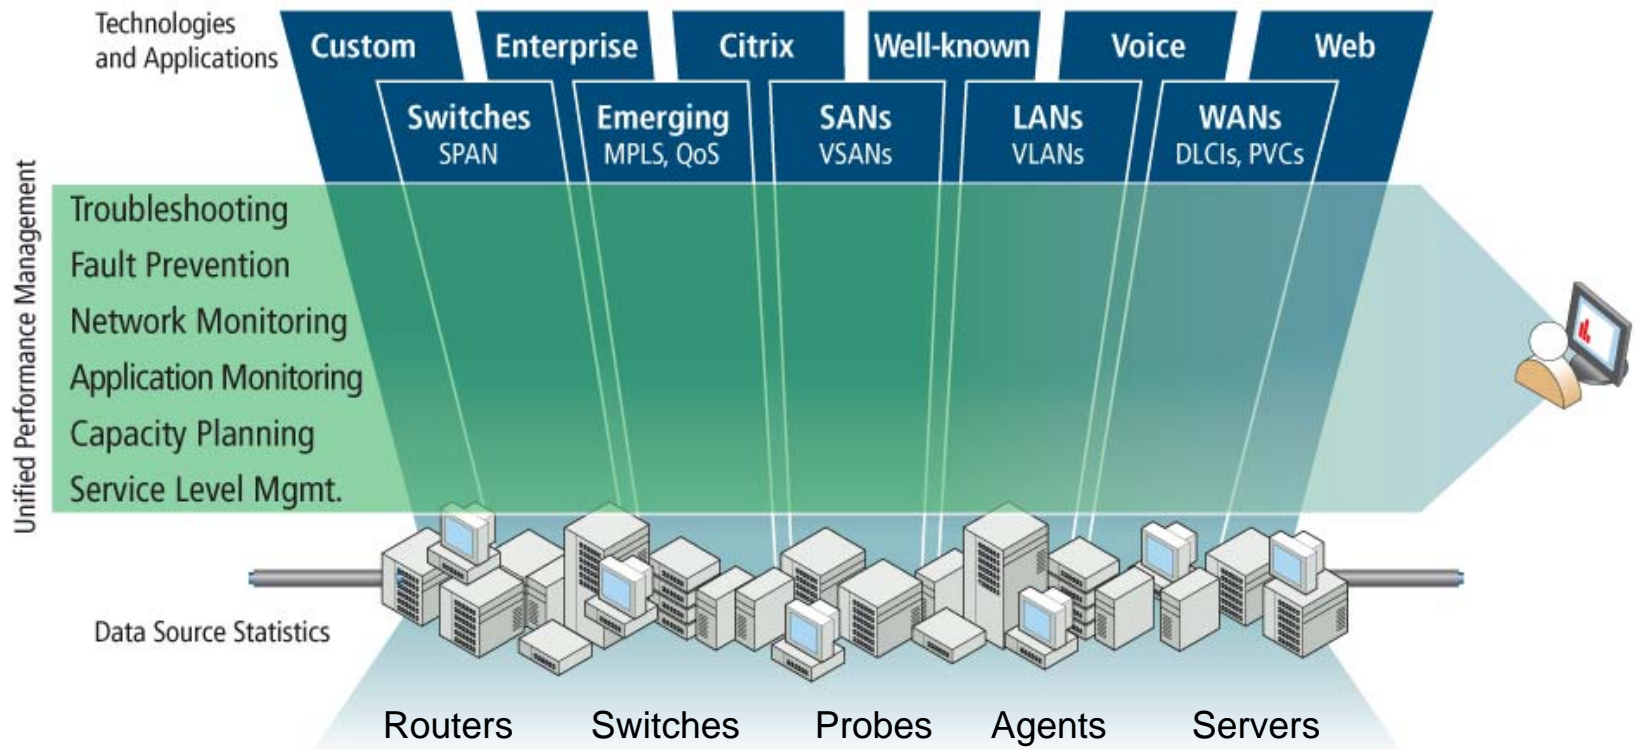 Technologies
and Applications
Custom
Enterprise
Citrix
Well-known
Voice
Web
Switches
SPAN
Emerging
MPLS, QoS
SANs
VSANs
LANs
VLANs
WANs
DLCIs, PVCs
Unified Performance Management
Troubleshooting
Fault Prevention
Network Monitoring
Application Monitoring
Capacity Planning
Service Level Mgmt.
Data Source Statistics
Routers
Switches
Probes
Agents
Servers